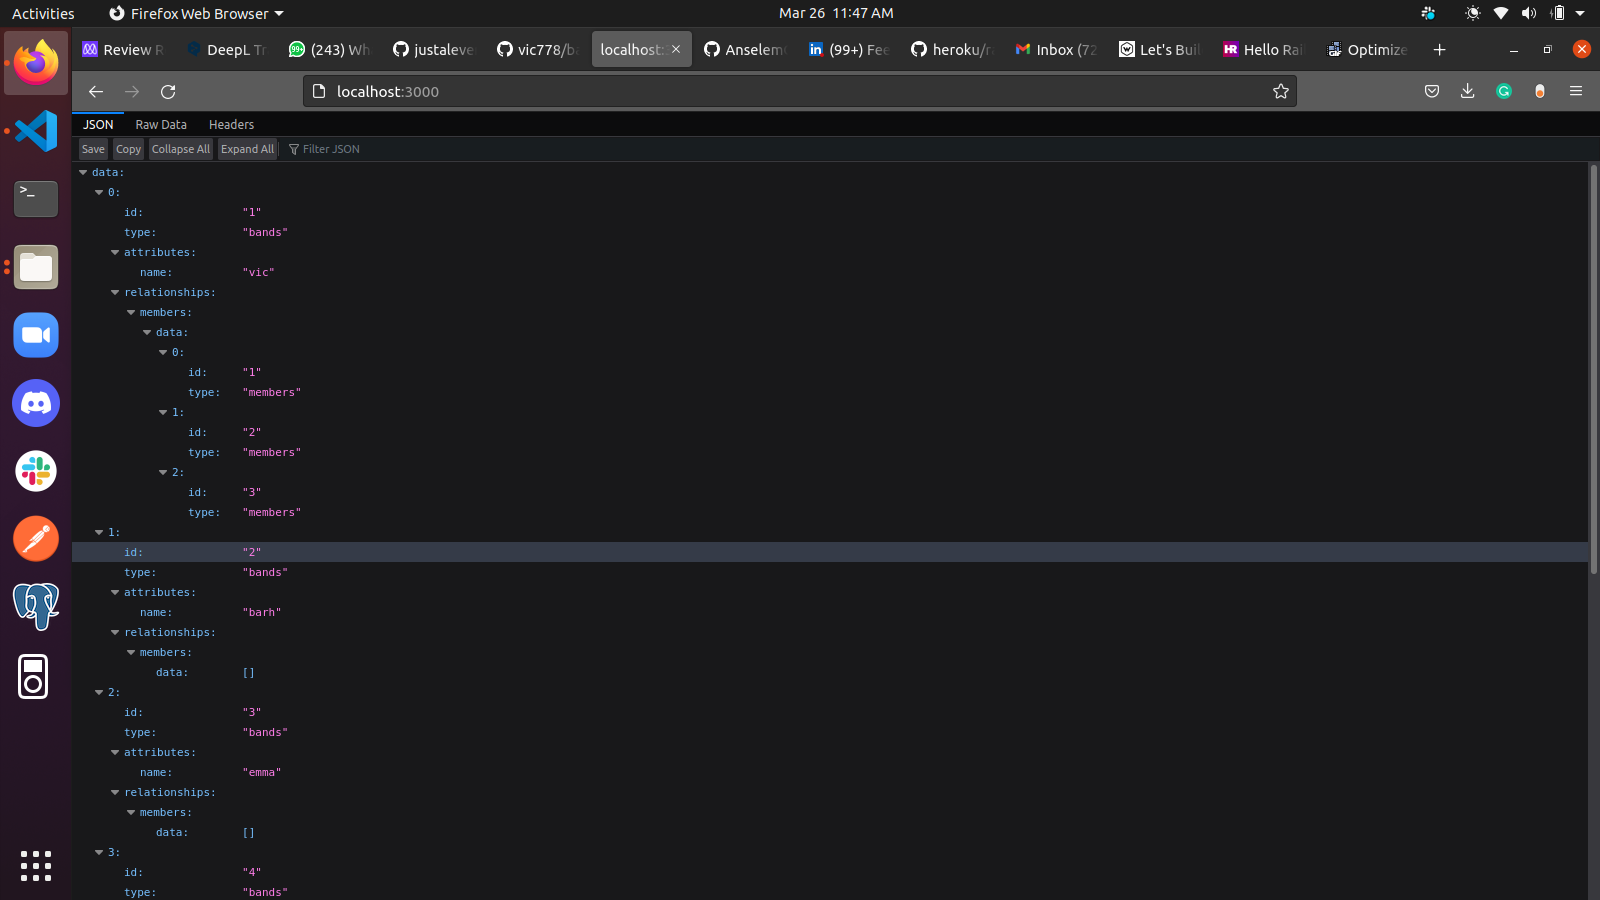 Activities Firefox Web Browser Mar 26 11:47 AM
Review R DeepL Tr (243) Wh justaleve vic778/ba localhost:3 Anselem (99+) Fee heroku/r Inbox (72 Let's Buil Hello Rai Optimize
localhost:3000
JSON Raw Data Headers
Save Copy Collapse All Expand All Filter JSON
data:
0:
id: "1"
type: "bands"
attributes:
name: "vic"
relationships:
members:
data:
0:
id: "1"
type: "members"
1:
id: "2"
type: "members"
2:
id: "3"
type: "members"
1:
id: "2"
type: "bands"
attributes:
name: "barh"
relationships:
members:
data: []
2:
id: "3"
type: "bands"
attributes:
name: "emma"
relationships:
members:
data: []
3:
id: "4"
type: "bands"